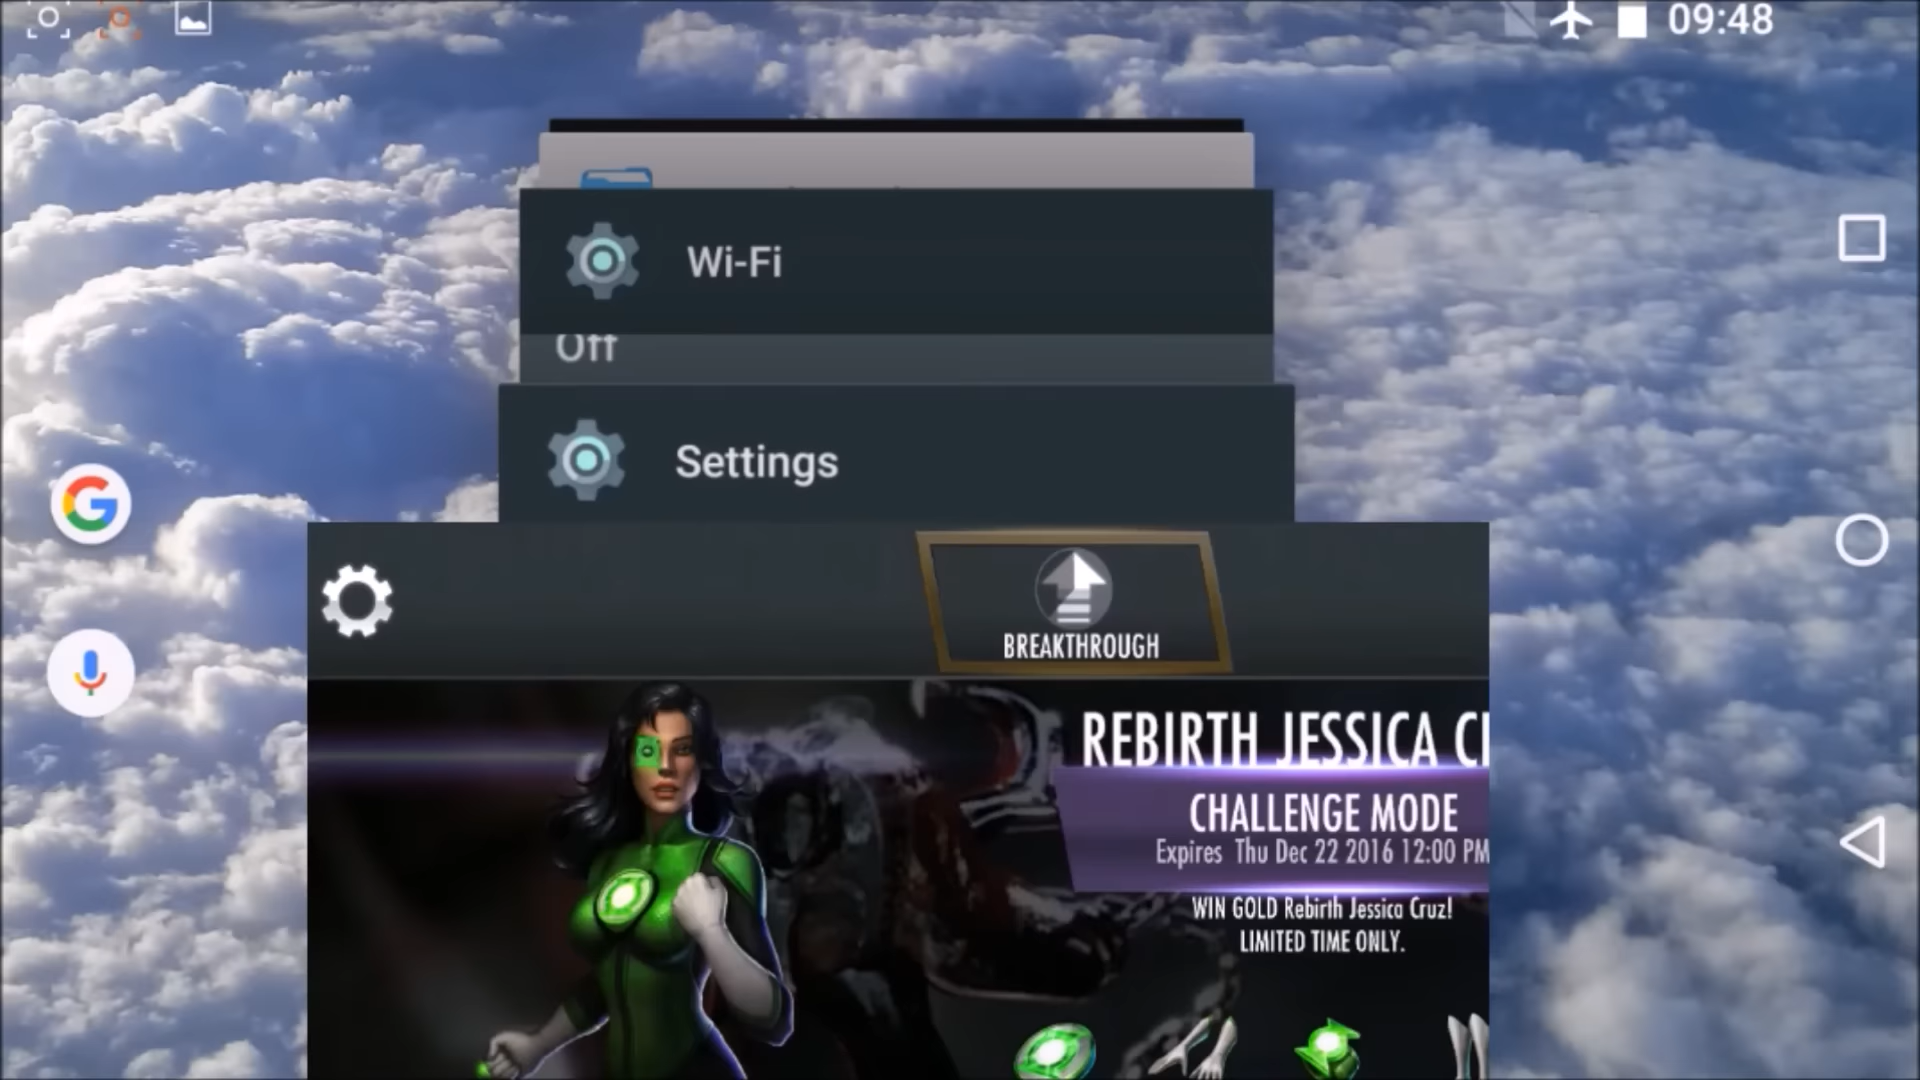 09:48
Wi-Fi
Off
Settings
BREAKTHROUGH
REBIRTH JESSICA
CHALLENGE MODE
Expires Thu Dec 22 2016 12:00 PM
WIN GOLD Rebirth Jessica Cruz!
LIMITED TIME ONLY.